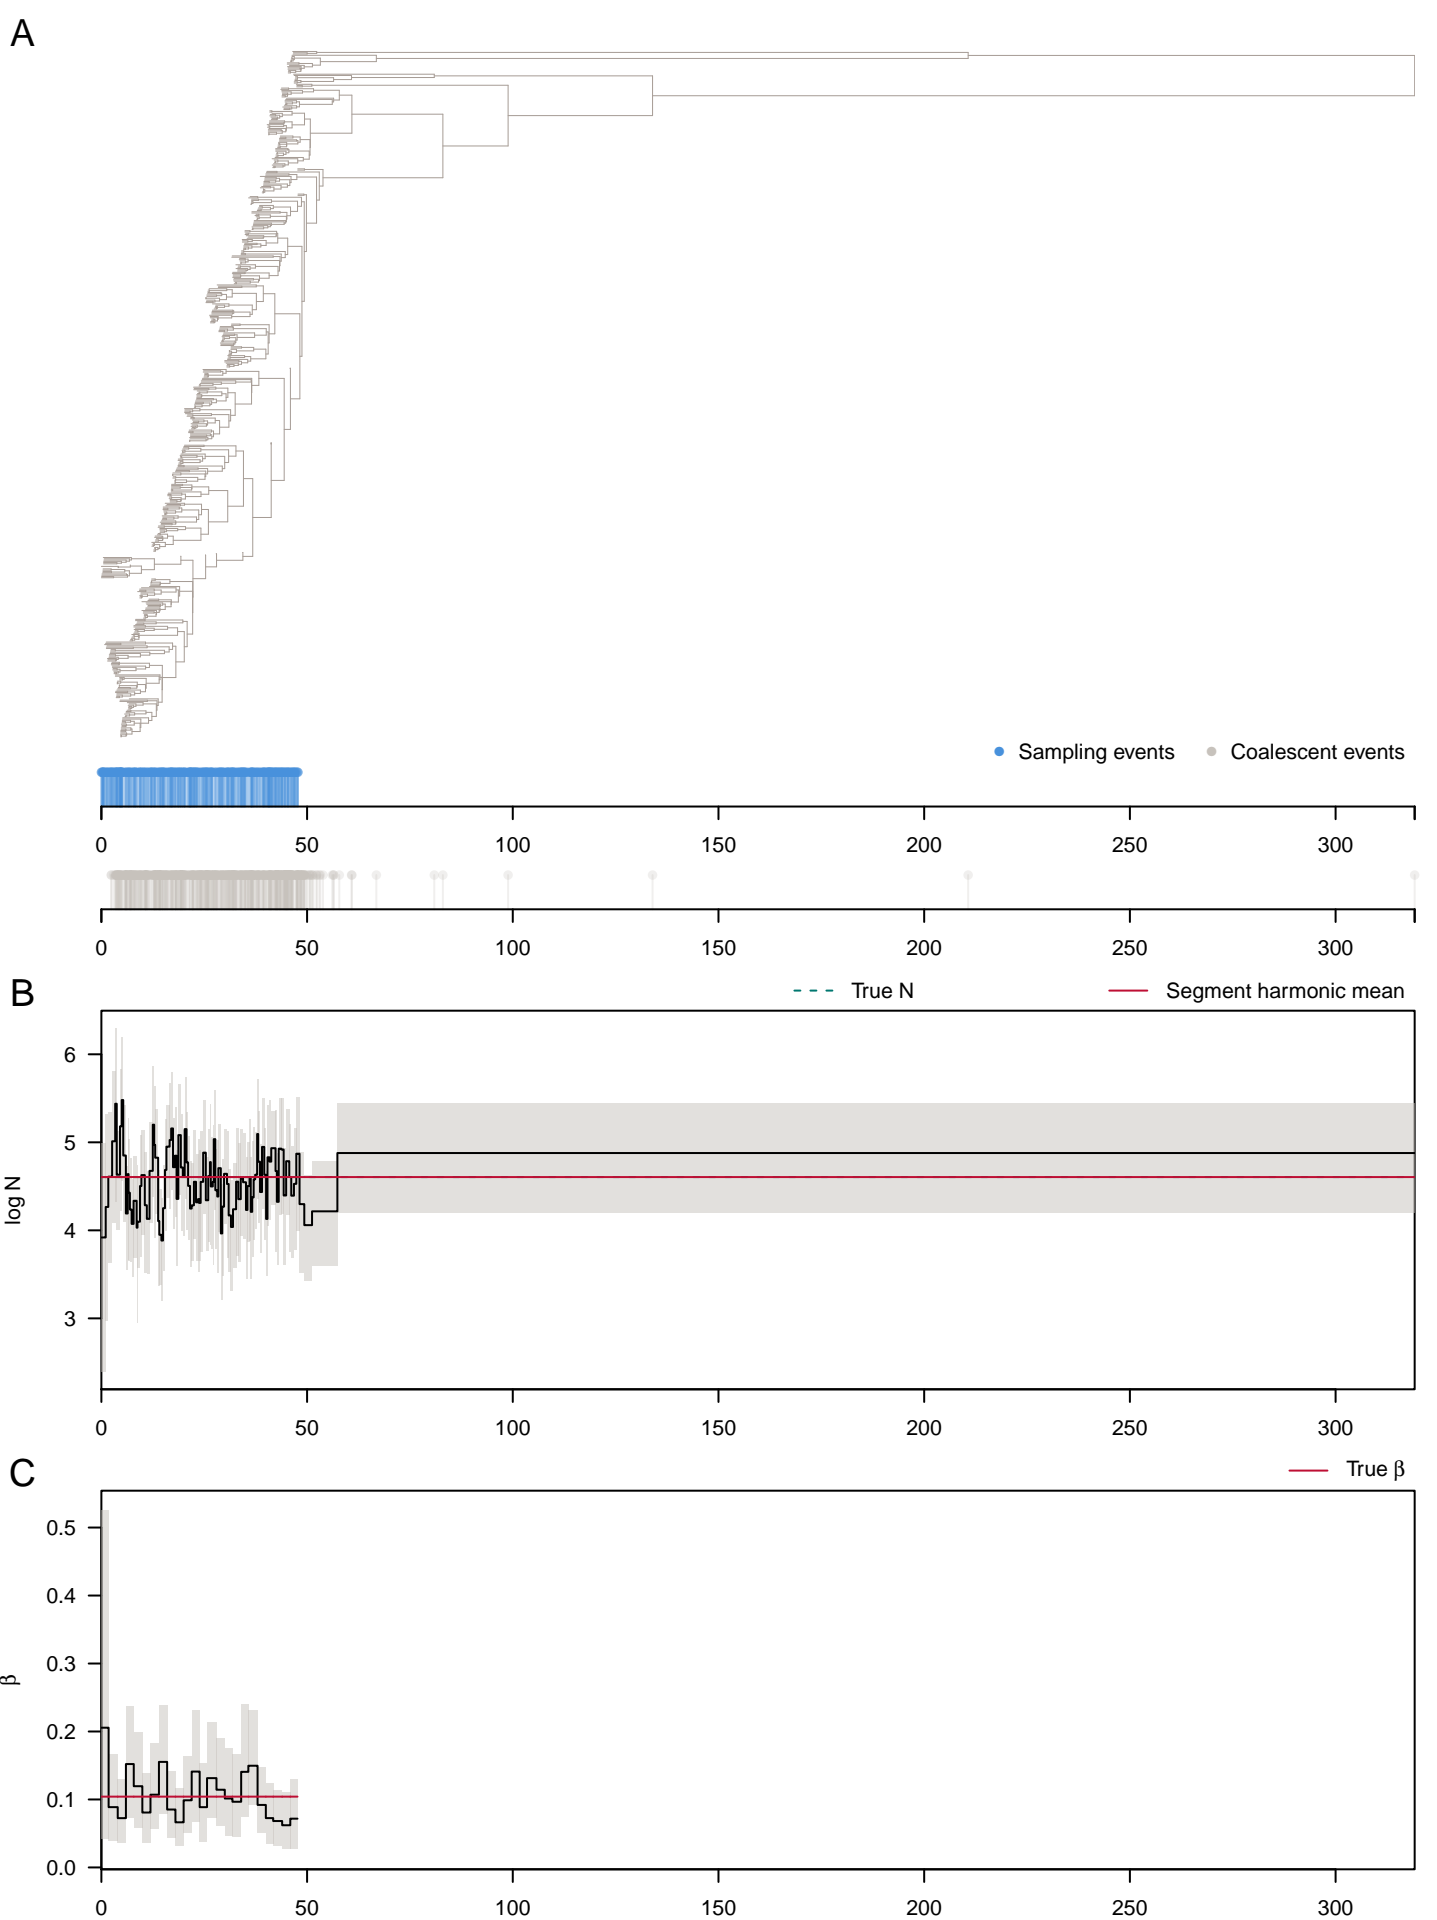 A
Sampling events Coalescent events
0 50 100 150 200 250 300
0 50 100 150 200 250 300
B
True N Segment harmonic mean
6
5
4
3
log N
0 50 100 150 200 250 300
C
True β
0.5
0.4
0.3
0.2
0.1
0.0
β
0 50 100 150 200 250 300